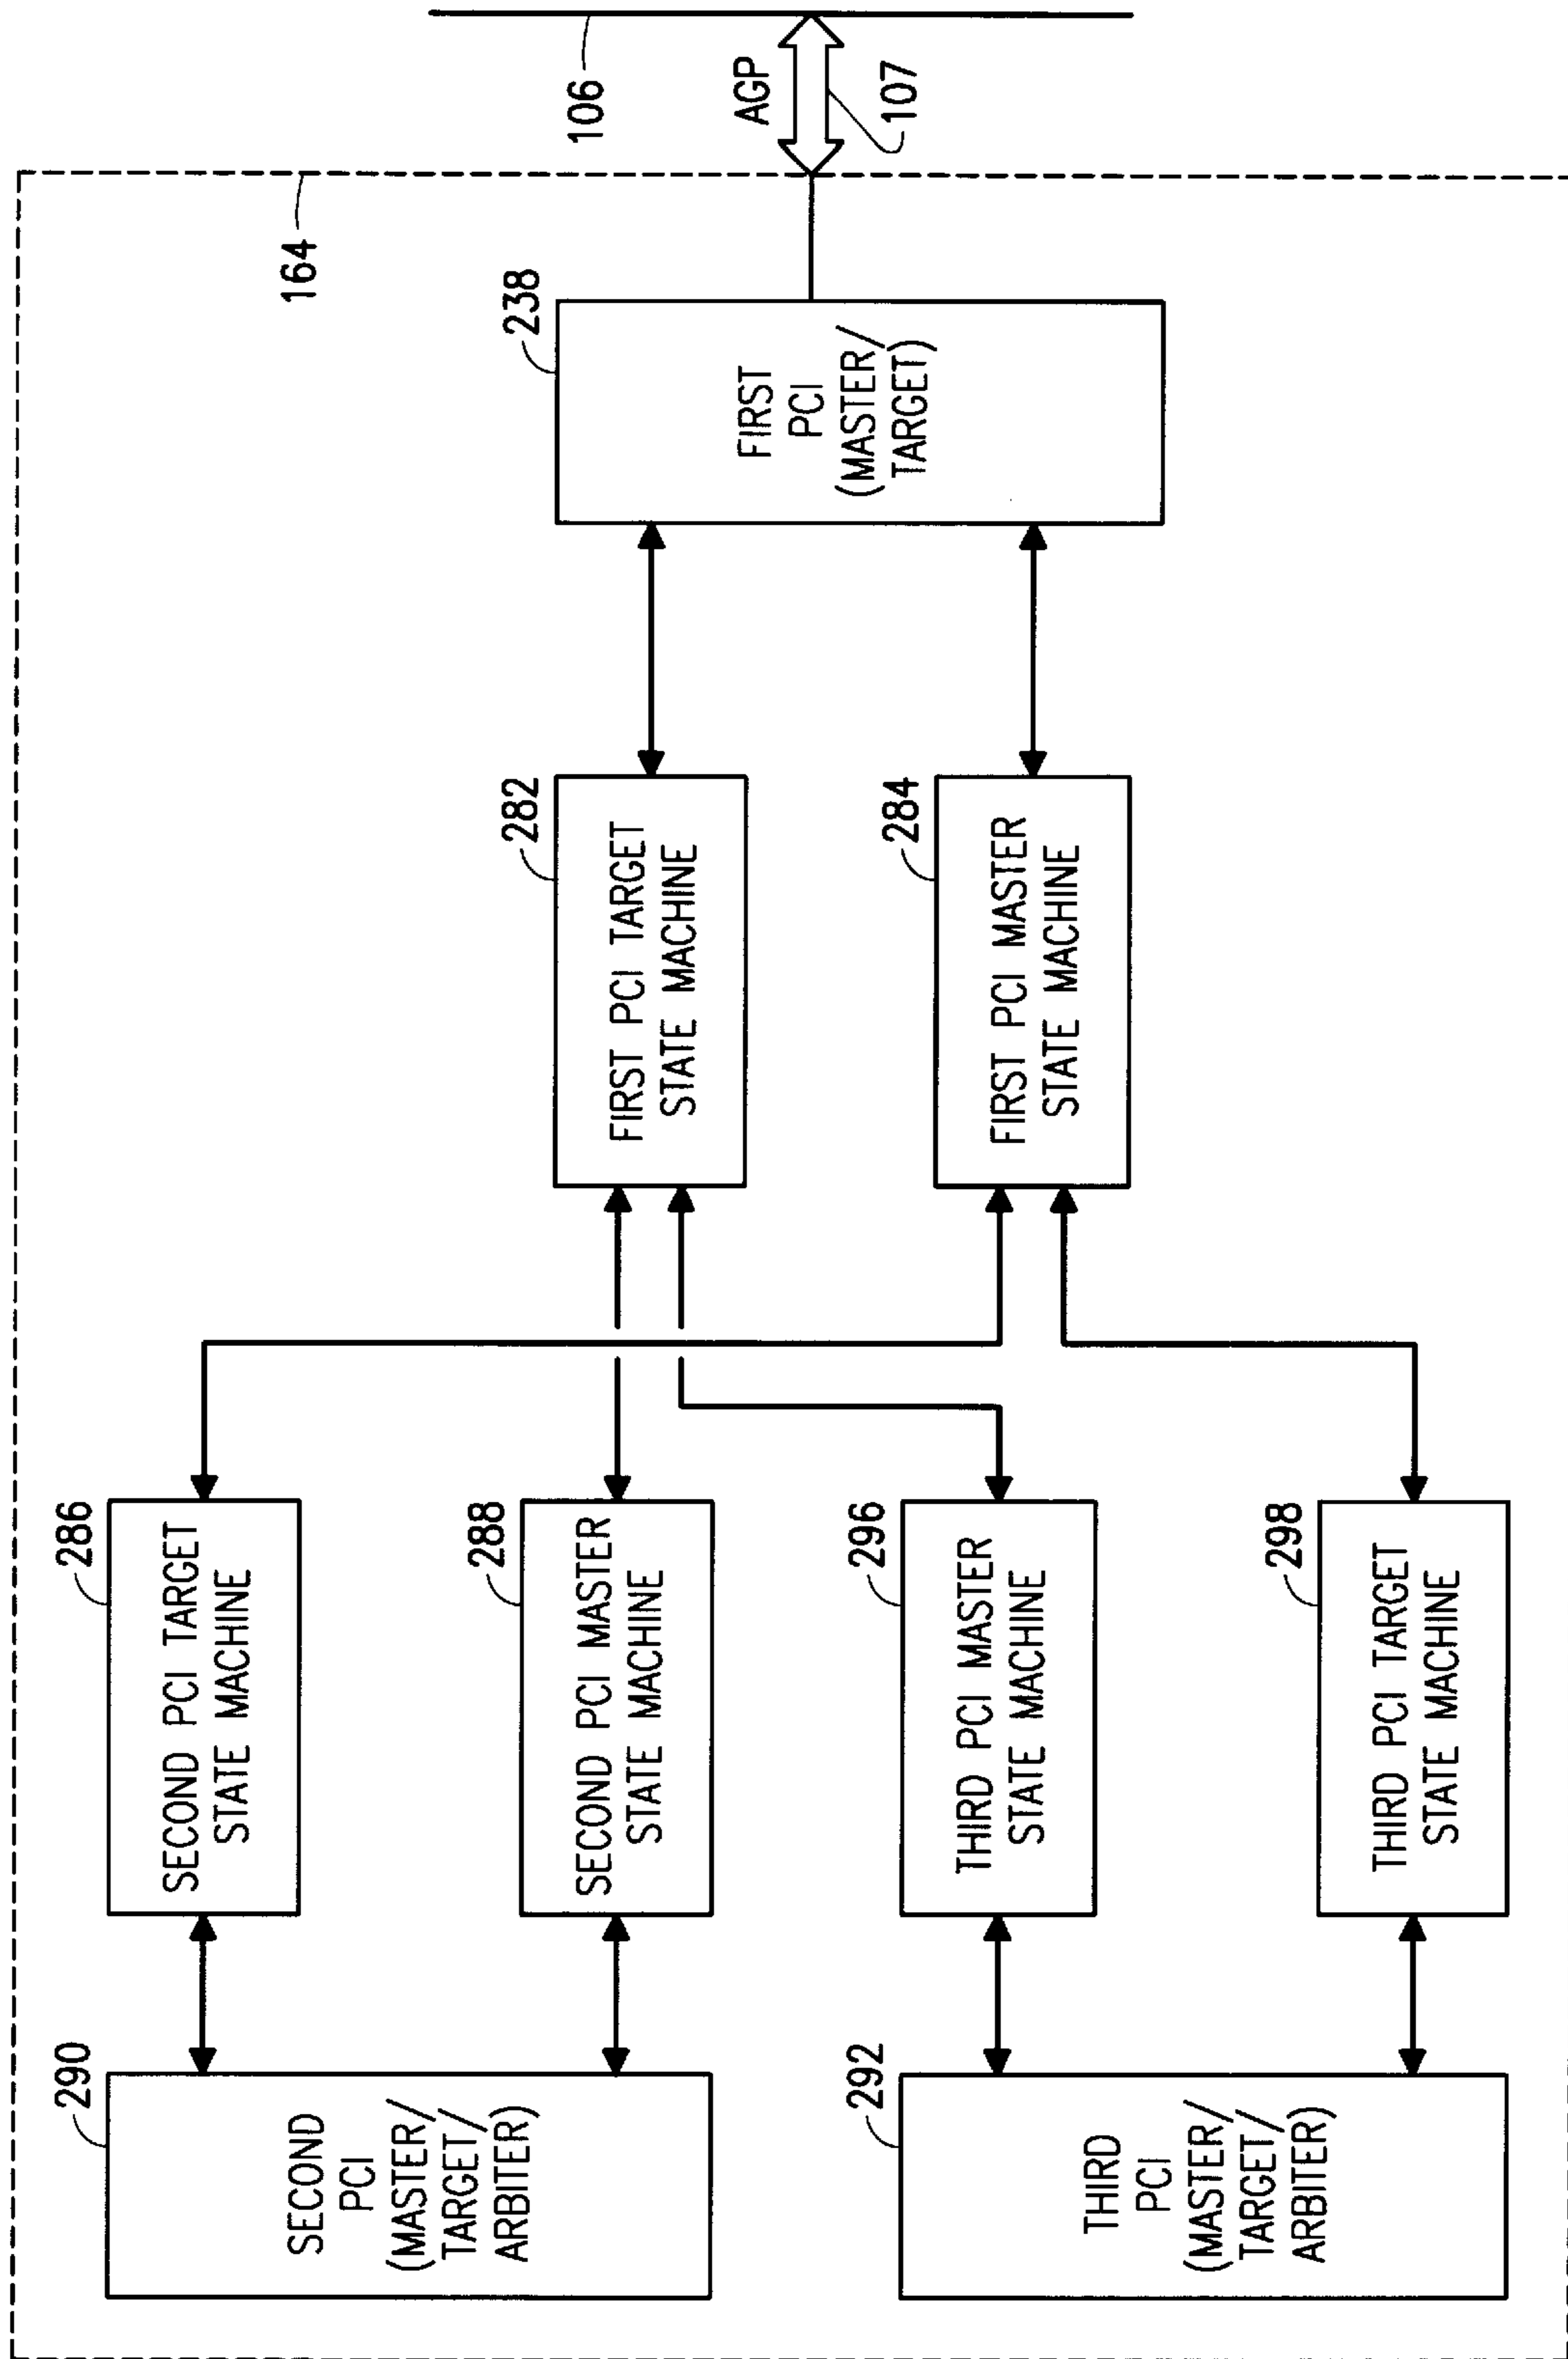 106
AGP
107
164
238
FIRST
PCI
(MASTER/
TARGET)
282
FIRST PCI TARGET
STATE MACHINE
284
FIRST PCI MASTER
STATE MACHINE
286
SECOND PCI TARGET
STATE MACHINE
288
SECOND PCI MASTER
STATE MACHINE
296
THIRD PCI MASTER
STATE MACHINE
298
THIRD PCI TARGET
STATE MACHINE
290
SECOND
PCI
(MASTER/
TARGET/
ARBITER)
292
THIRD
PCI
(MASTER/
TARGET/
ARBITER)